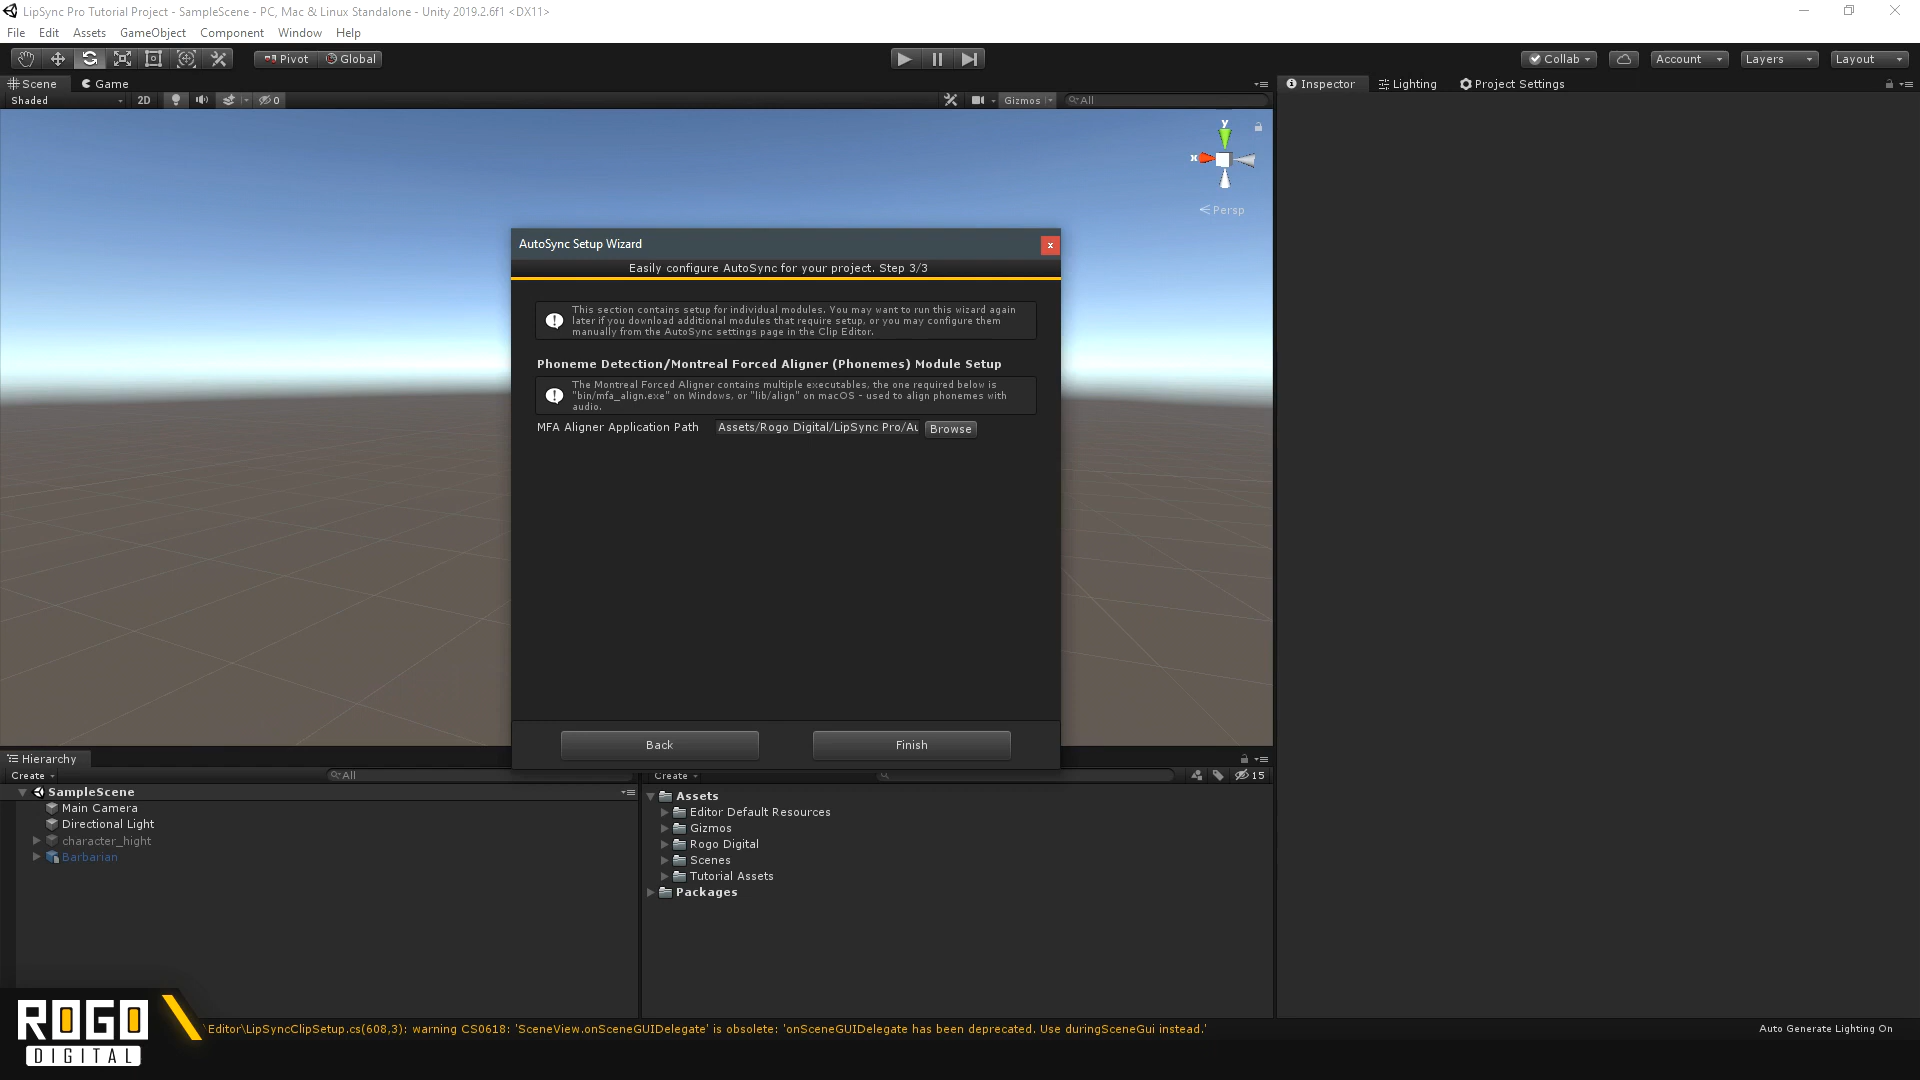 LipSync Pro Tutorial Project - SampleScene - PC, Mac & Linux Standalone - Unity 2019.2.6f1 <DX11>
File Edit Assets GameObject Component Window Help
Pivot Global Collab Account Layers Layout
Scene Game Inspector Lighting Project Settings
Shaded 2D 0 Gizmos All
y
x
Persp
AutoSync Setup Wizard
x
Easily configure AutoSync for your project. Step 3/3
This section contains setup for individual modules. You may want to run this wizard again
later if you download additional modules that require setup, or you may configure them
manually from the AutoSync settings page in the Clip Editor.
Phoneme Detection/Montreal Forced Aligner (Phonemes) Module Setup
The Montreal Forced Aligner contains multiple executables, the one required below is
"bin/mfa_align.exe" on Windows, or "lib/align" on macOS - used to align phonemes with
audio.
MFA Aligner Application Path Assets/Rogo Digital/LipSync Pro/Au Browse
Back Finish
Hierarchy
Create All
SampleScene
Main Camera
Directional Light
character_hight
Barbarian
Create 15
Assets
Editor Default Resources
Gizmos
Rogo Digital
Scenes
Tutorial Assets
Packages
ROGO
DIGITAL
Editor\LipSyncClipSetup.cs(608,3): warning CS0618: 'SceneView.onSceneGUIDelegate' is obsolete: 'onSceneGUIDelegate has been deprecated. Use duringSceneGui instead.'
Auto Generate Lighting On